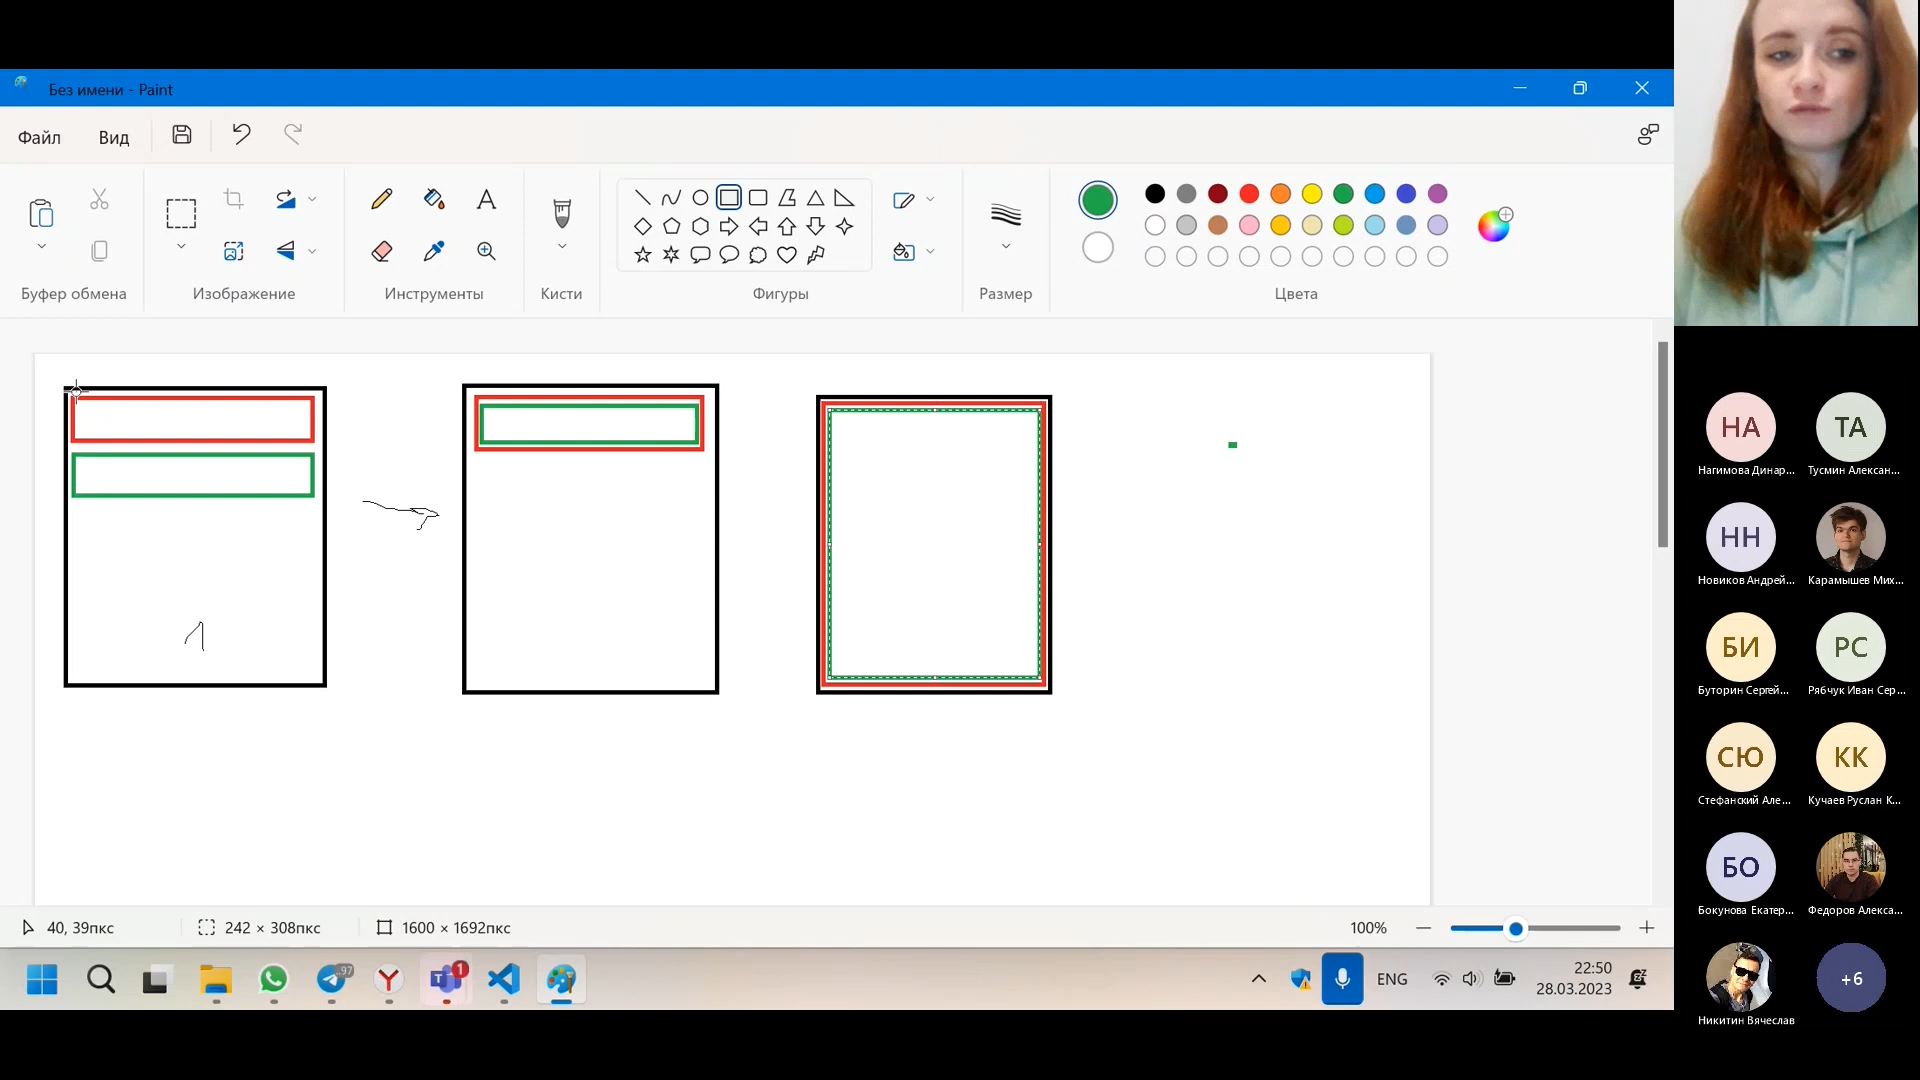 Без имени - Paint
Файл
Вид
Буфер обмена
Изображение
Инструменты
Кисти
Фигуры
Размер
Цвета
A
1
40, 39пкс
242 × 308пкс
1600 × 1692пкс
100%
97
1
ENG
22:50
28.03.2023
НА
Нагимова Динар...
ТА
Тусмин Алексан...
НН
Новиков Андрей...
Карамышев Мих...
БИ
Буторин Сергей...
РС
Рябчук Иван Сер...
СЮ
Стефанский Але...
КК
Кучаев Руслан К...
БО
Бокунова Екатер...
Федоров Алекса...
Никитин Вячеслав
+6